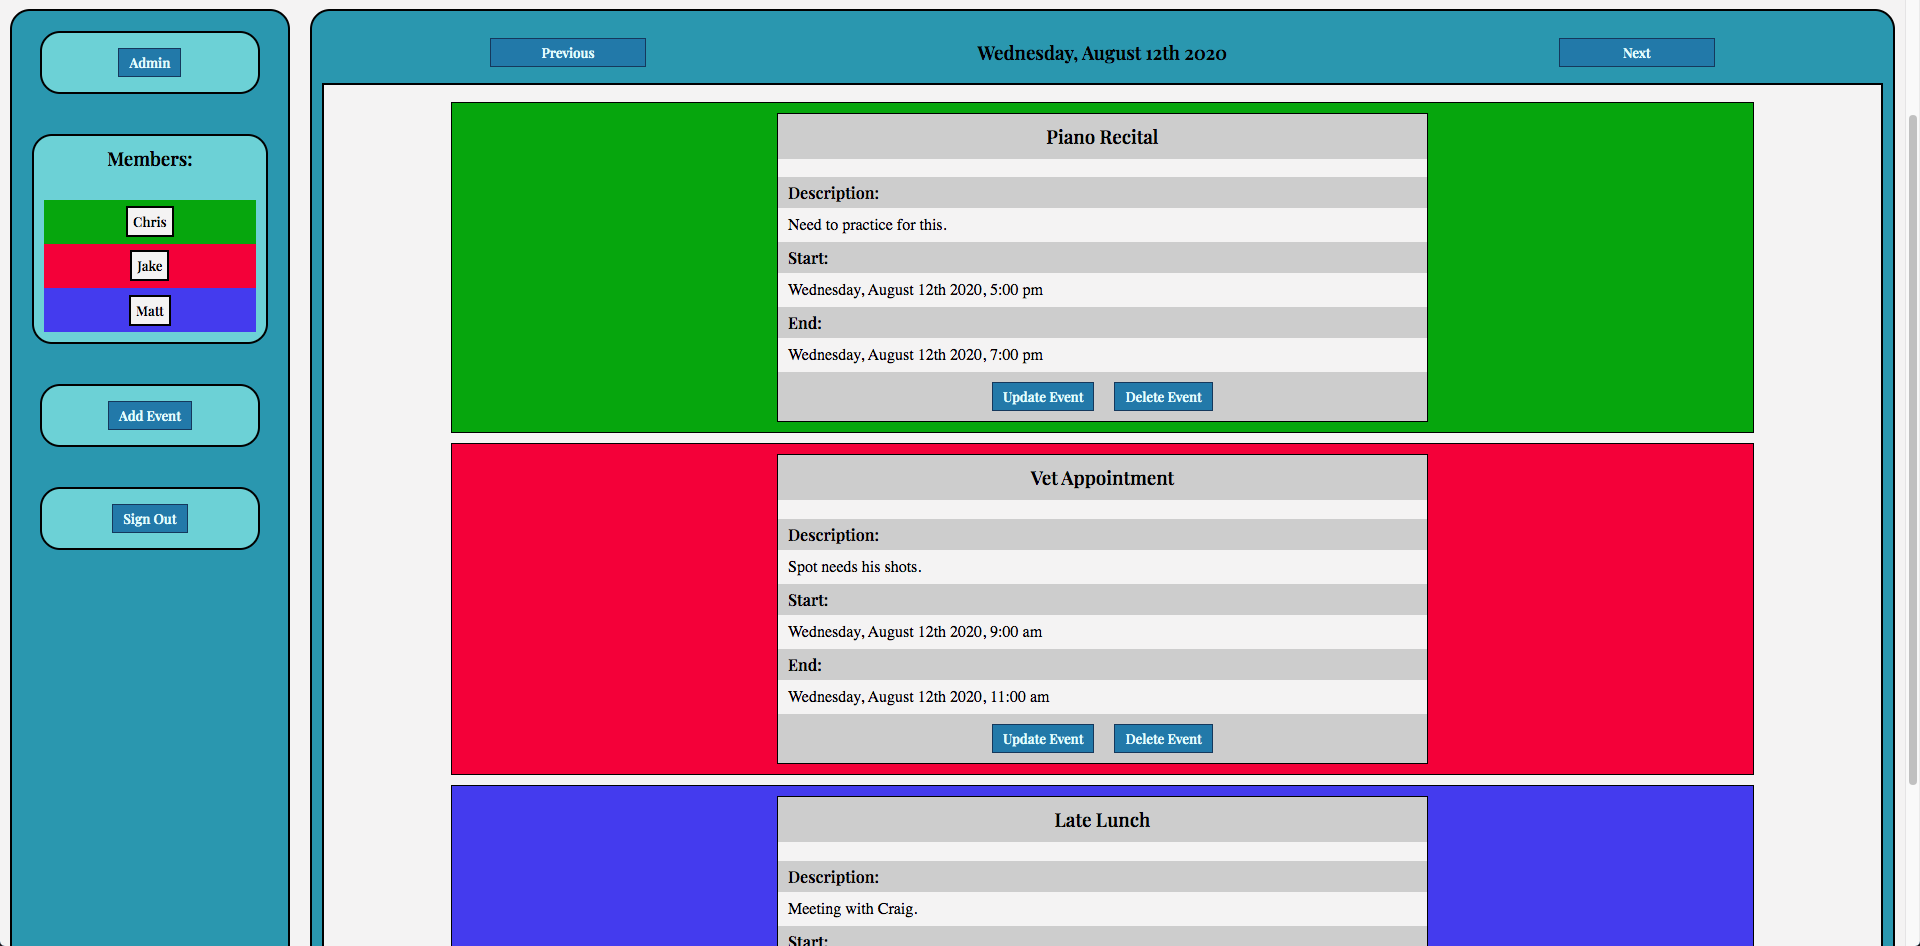 Admin
Members:
Chris
Jake
Matt
Add Event
Sign Out
Previous
Wednesday, August 12th 2020
Next
Piano Recital
Description:
Need to practice for this.
Start:
Wednesday, August 12th 2020, 5:00 pm
End:
Wednesday, August 12th 2020, 7:00 pm
Update Event
Delete Event
Vet Appointment
Description:
Spot needs his shots.
Start:
Wednesday, August 12th 2020, 9:00 am
End:
Wednesday, August 12th 2020, 11:00 am
Update Event
Delete Event
Late Lunch
Description:
Meeting with Craig.
Start: